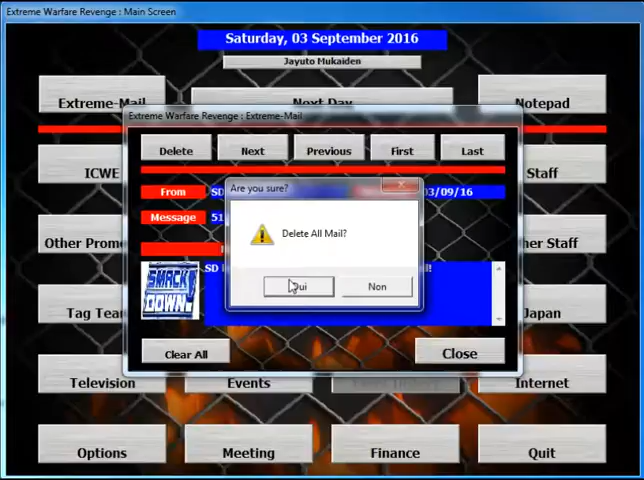 Extreme Warfare Revenge : Main Screen
Saturday, 03 September 2016
Jayuto Mukaiden
Extreme-Mail
Next Day
Notepad
Extreme Warfare Revenge : Extreme-Mail
Delete
Next
Previous
First
Last
ICWE
Staff
From
SD
03/09/16
Are you sure?
Message
51
Delete All Mail?
Other Prom
er Staff
SD
SMACK
DOWN!
Oui
Non
Tag Tea
Japan
Clear All
Close
Television
Events
Internet
Options
Meeting
Finance
Quit